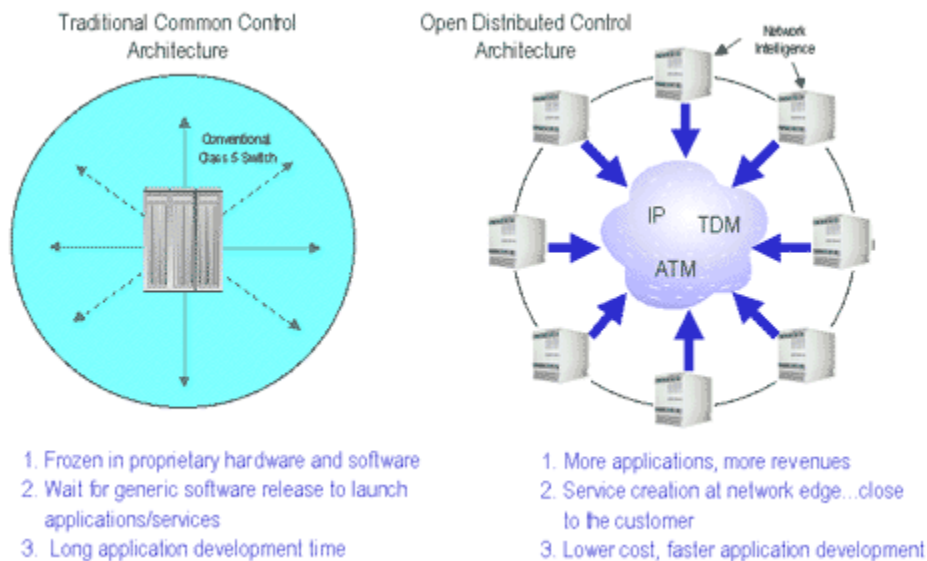 Traditional Common Control
Architecture
Conventional
Class 5 Switch
1. Frozen in proprietary hardware and software
2. Wait for generic software release to launch
applications/services
3. Long application development time
Open Distributed Control
Architecture
Network
Intelligence
IP
TDM
ATM
1. More applications, more revenues
2. Service creation at network edge...close
to the customer
3. Lower cost, faster application development